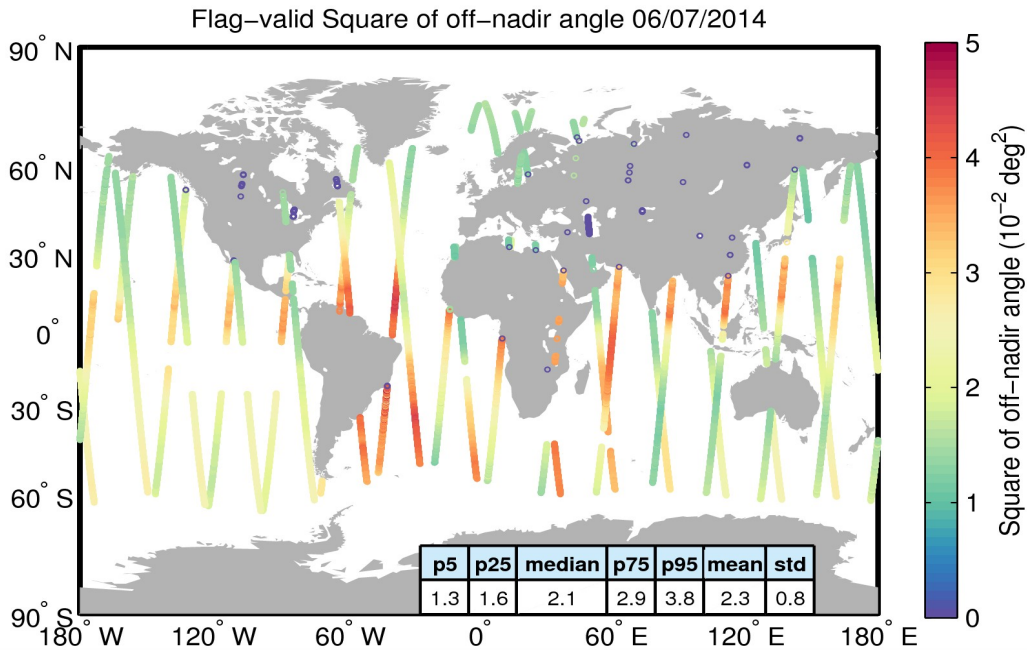 Flag−valid Square of off−nadir angle 06/07/2014
90° N
60° N
30° N
0°
30° S
60° S
90° S
180° W
120° W
60° W
0°
60° E
120° E
180° E
p5 p25 median p75 p95 mean std
1.3 1.6 2.1 2.9 3.8 2.3 0.8
5
4
3
2
1
0
Square of off−nadir angle (10⁻² deg²)